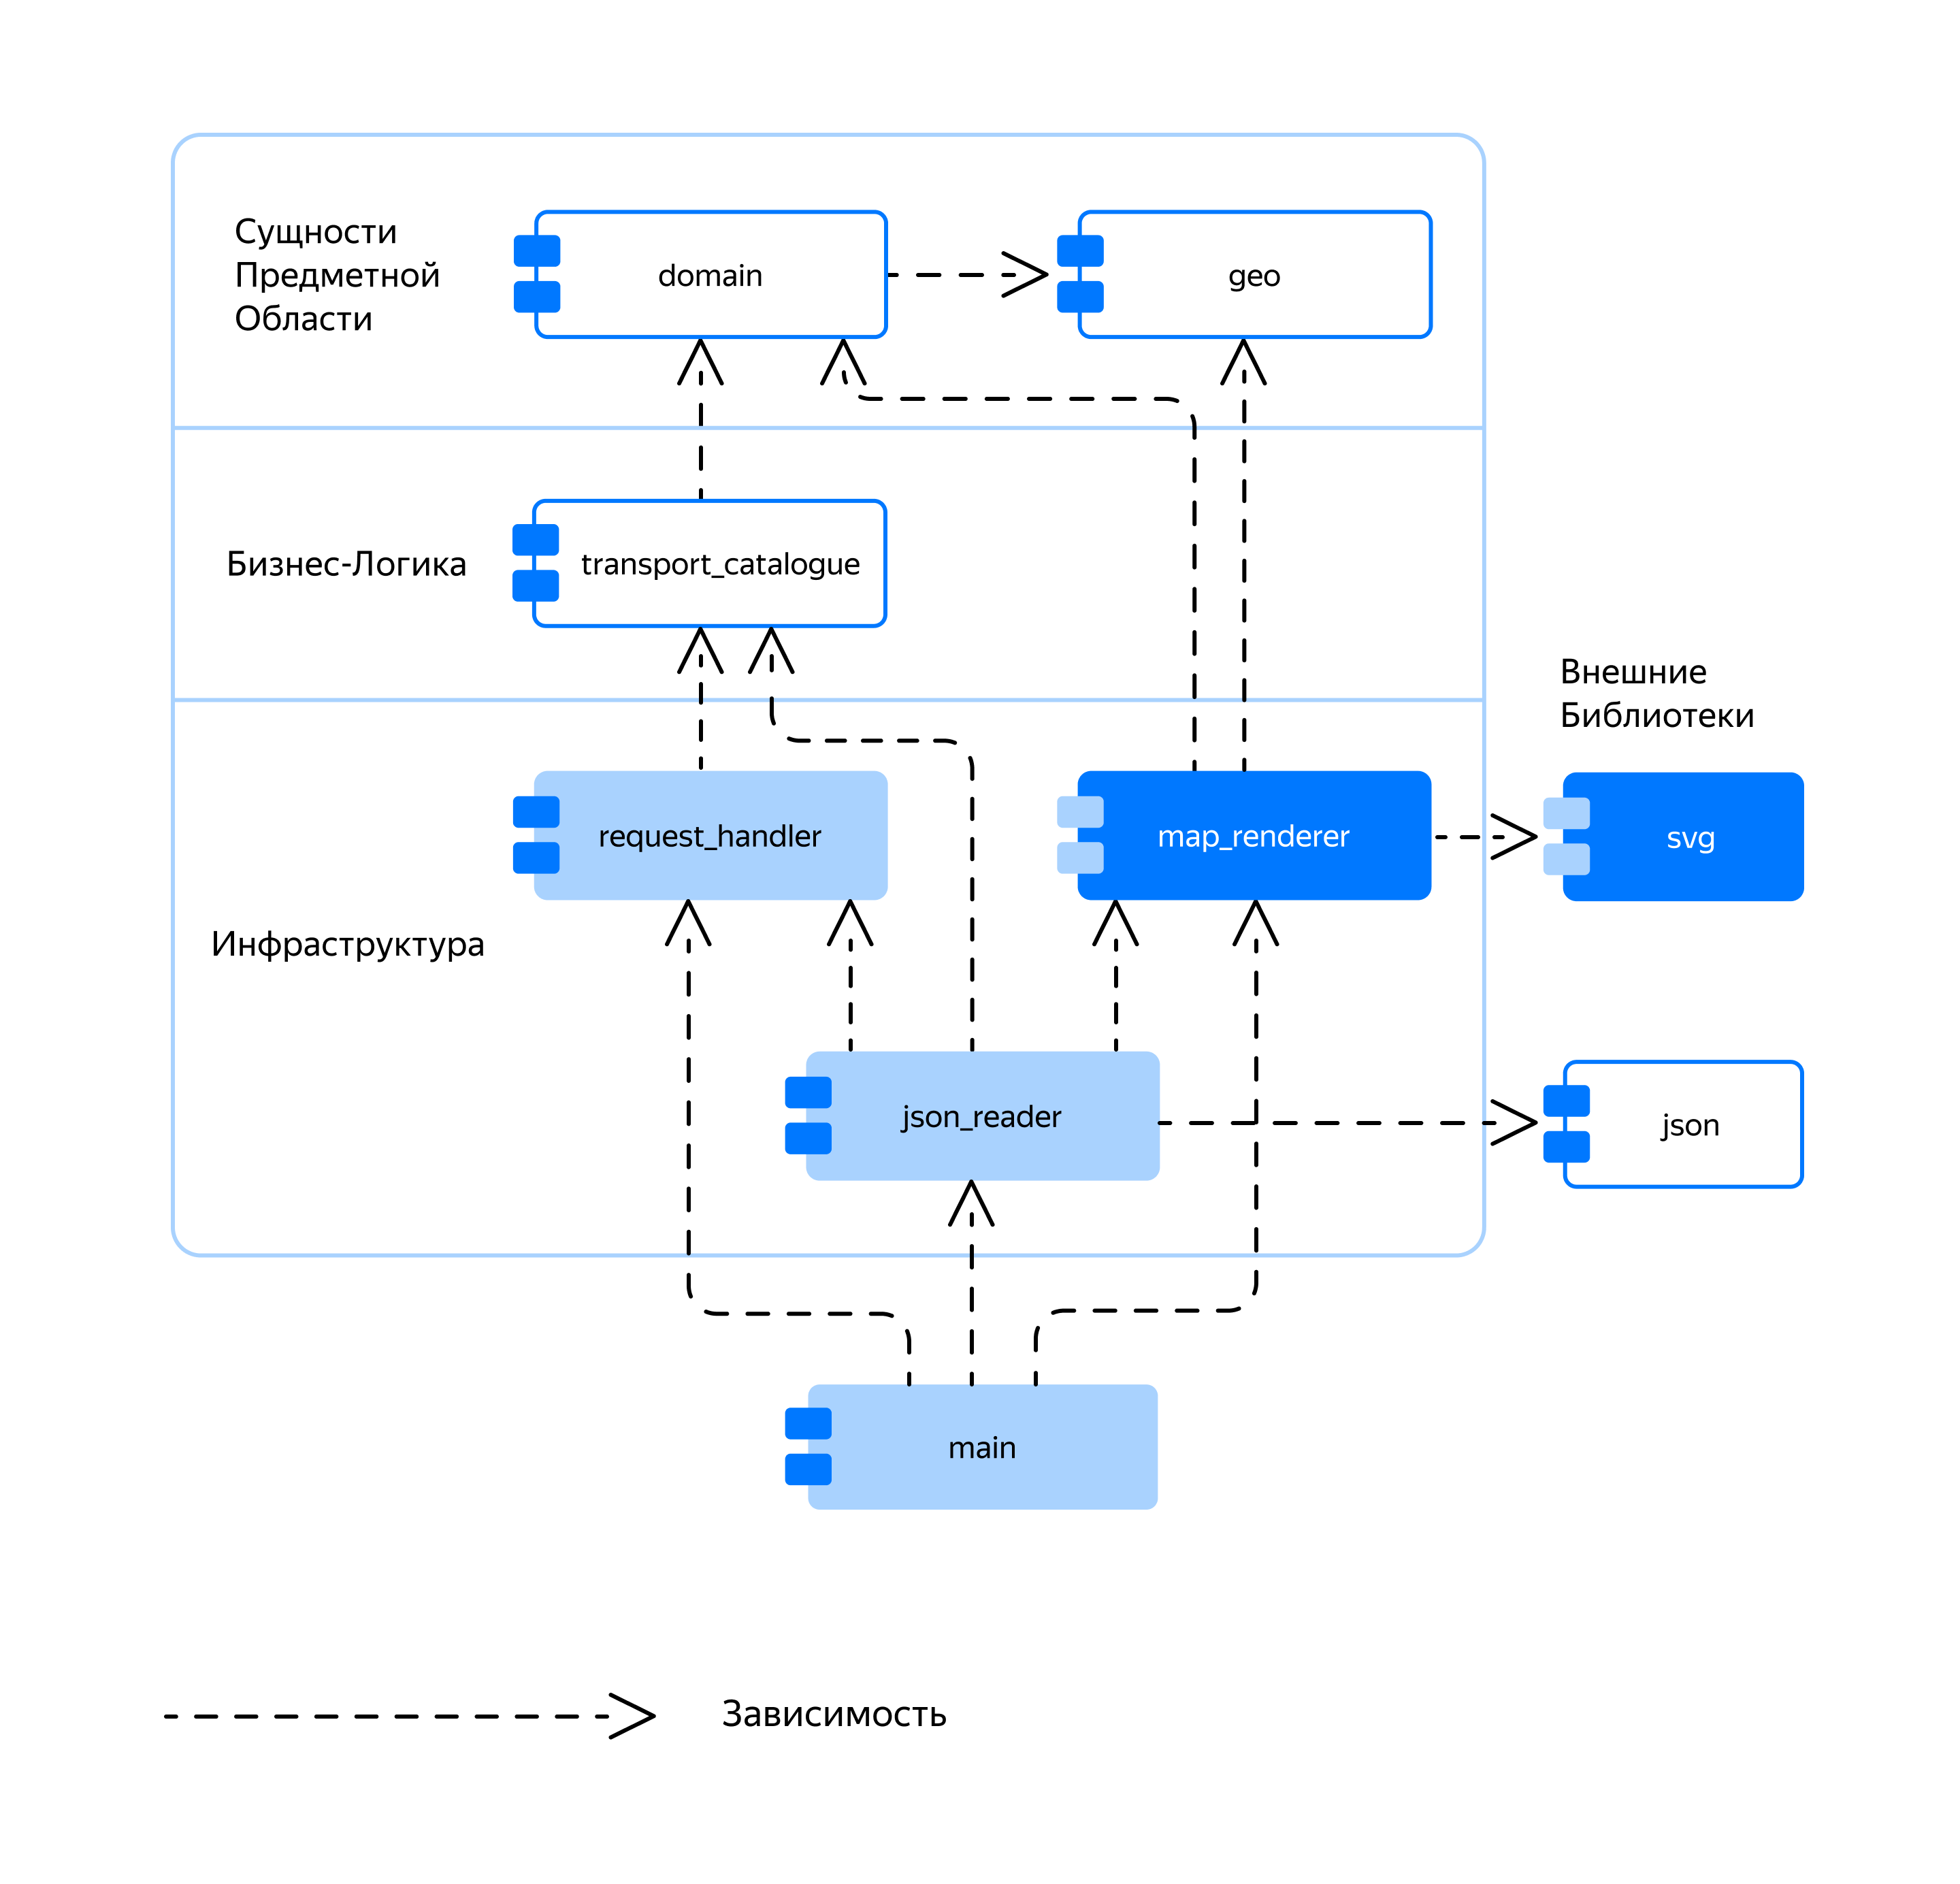 Сущности
Предметной
Области
domain
geo
Бизнес-Логика
transport_catalogue
Внешние
Библиотеки
request_handler
map_renderer
svg
Инфраструктура
json_reader
json
main
Зависимость